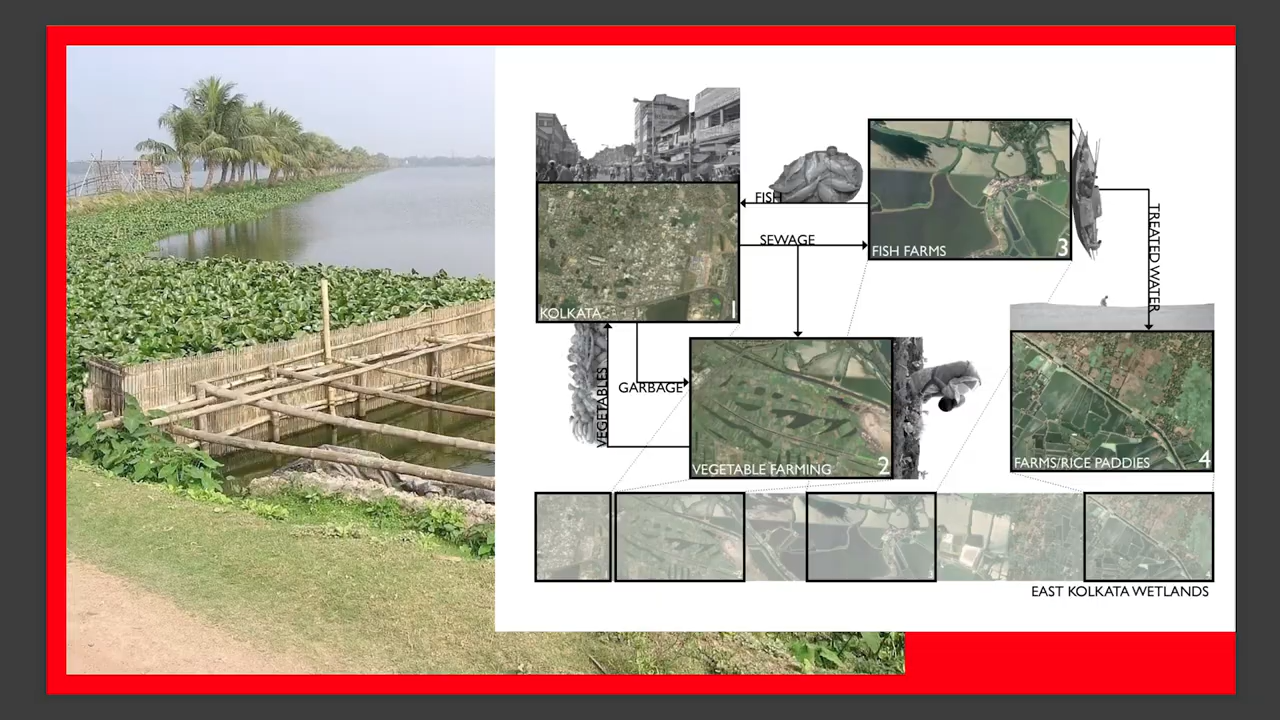 FISH
SEWAGE
FISH FARMS
3
TREATED WATER
KOLKATA
1
VEGETABLES
GARBAGE
VEGETABLE FARMING
2
FARMS/RICE PADDIES
4
EAST KOLKATA WETLANDS